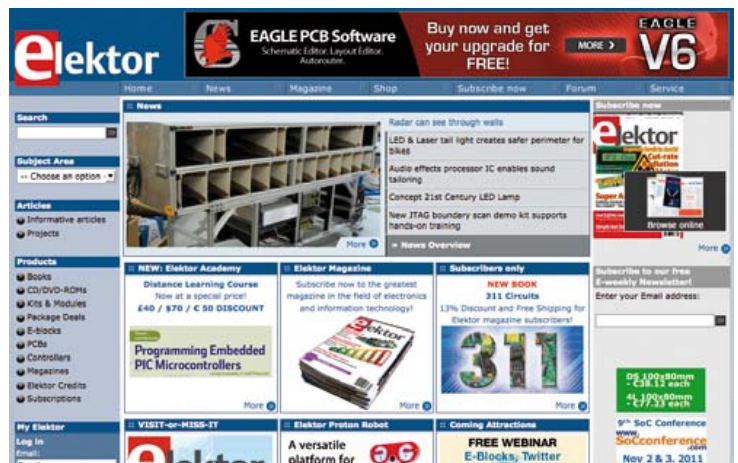 elektor
EAGLE PCB Software
Schematic Editor. Layout Editor.
Autorouter.
Buy now and get
your upgrade for
FREE!
MORE
EAGLE
V6
Home News Magazine Shop Subscribe now Forum Service
Search
Subject Area
-- Choose an option -
Articles
Informative articles
Projects
Products
Books
CD/DVD-ROMs
Kits & Modules
Package Deals
E-blocks
PCBs
Controllers
Magazines
Elektor Credits
Subscriptions
My Elektor
Log in
Email:
News
Radar can see through walls
LED & Laser tail light creates safer perimeter for
bikes
Audio effects processor IC enables sound
tailoring
Concept 21st Century LED Lamp
New JTAG boundary scan demo kit supports
hands-on training
More
» News Overview
NEW: Elektor Academy
Distance Learning Course
Now at a special price!
£40 / $70 / € 50 DISCOUNT
Programming Embedded
PIC Microcontrollers
More
Elektor Magazine
Subscribe now to the greatest
magazine in the field of electronics
and information technology!
elektor
More
Subscribers only
NEW BOOK
311 Circuits
13% Discount and Free Shipping for
Elektor magazine subscribers!
311
More
VISIT-or-MISS-IT
elektor
Elektor Proton Robot
A versatile
platform for
Coming Attractions
FREE WEBINAR
E-Blocks, Twitter
Subscribe now
elektor
Cut-rate
Browse online
More
Subscribe to our free
E-weekly Newsletter!
Enter your Email address:
DS 100x80mm
- €38.12 each
4L 100x80mm
- €77.23 each
9th SoC Conference
www.
SoCconference
.com
Nov 2 & 3, 2011